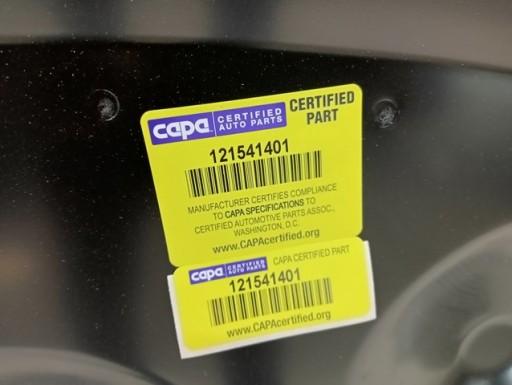 capa CERTIFIED AUTO PARTS
CERTIFIED PART
121541401
MANUFACTURER CERTIFIES COMPLIANCE
TO CAPA SPECIFICATIONS TO
CERTIFIED AUTOMOTIVE PARTS ASSOC.,
WASHINGTON, D.C.
www.CAPAcertified.org
capa CERTIFIED AUTO PARTS CAPA CERTIFIED PART
121541401
www.CAPAcertified.org